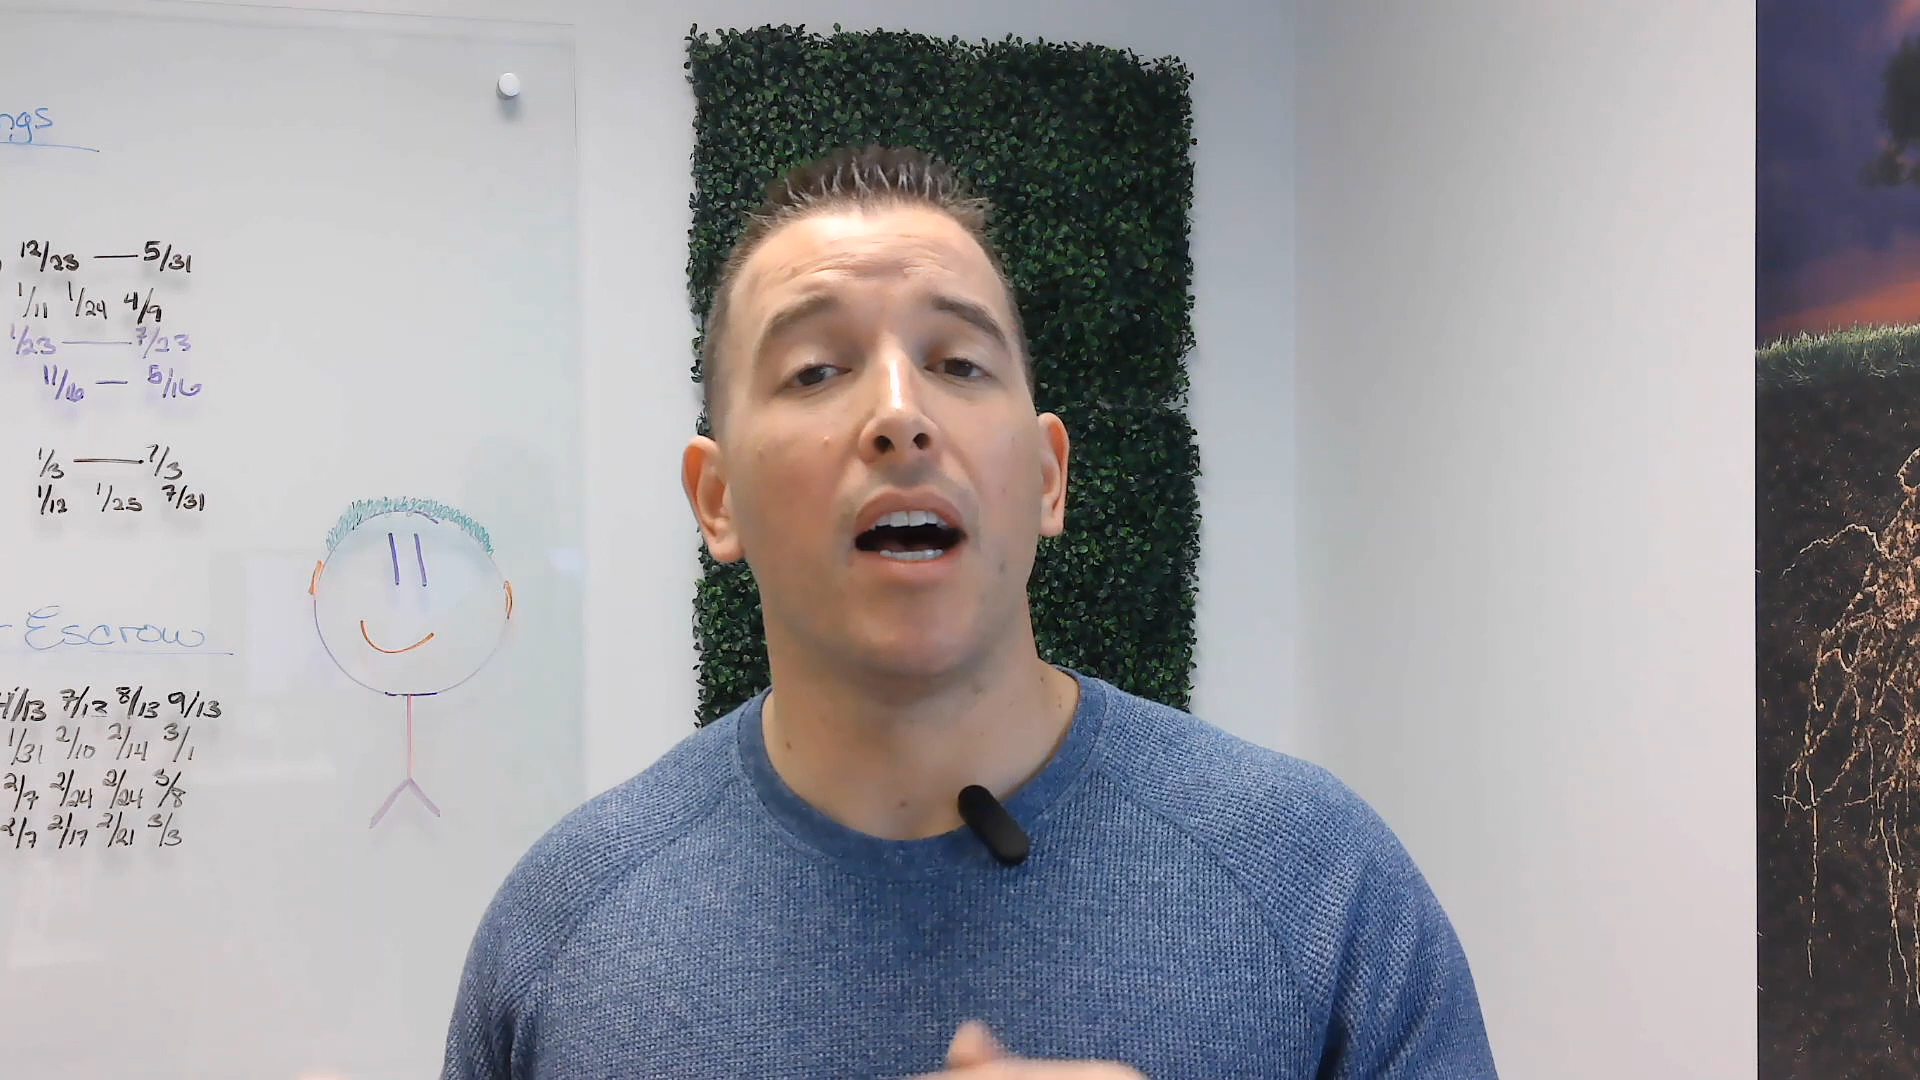 ngs
12/23 — 5/31
1/11 1/24 4/9
1/23 — 7/23
11/16 — 5/16
1/3 — 7/3
1/12 1/25 7/31
r Escrow
4/13 7/13 8/13 9/13
1/31 2/10 2/14 3/1
2/7 2/24 2/24 3/8
2/7 2/17 2/21 3/3